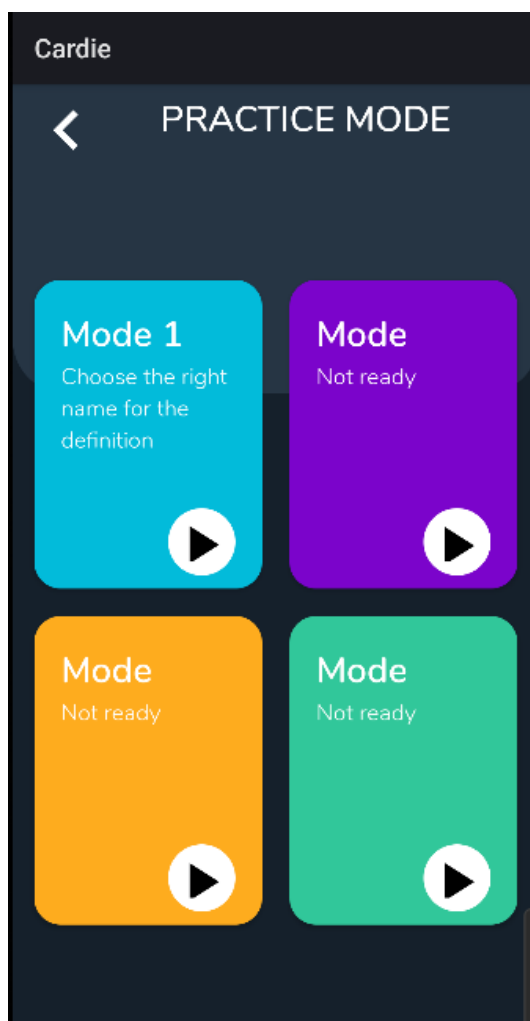 Cardie
PRACTICE MODE
Mode 1
Choose the right
name for the
definition
Mode
Not ready
Mode
Not ready
Mode
Not ready